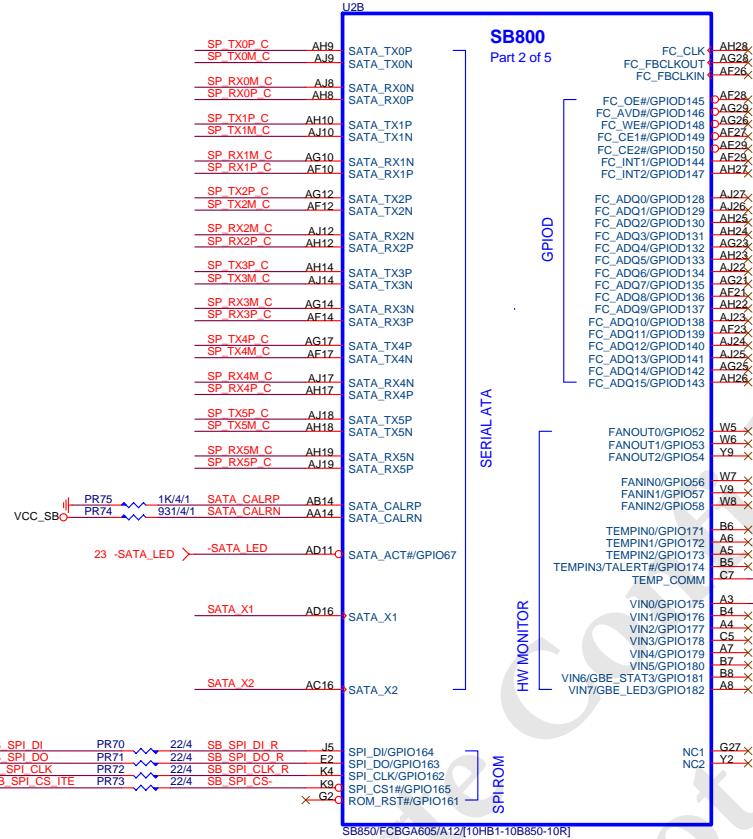 U2B
SB800
Part 2 of 5
SP_TX0P_C AH9 SATA_TX0P
SP_TX0M_C AJ9 SATA_TX0N
SP_RX0M_C AJ8 SATA_RX0N
SP_RX0P_C AH8 SATA_RX0P
SP_TX1P_C AH10 SATA_TX1P
SP_TX1M_C AJ10 SATA_TX1N
SP_RX1M_C AG10 SATA_RX1N
SP_RX1P_C AF10 SATA_RX1P
SP_TX2P_C AG12 SATA_TX2P
SP_TX2M_C AF12 SATA_TX2N
SP_RX2M_C AJ12 SATA_RX2N
SP_RX2P_C AH12 SATA_RX2P
SP_TX3P_C AH14 SATA_TX3P
SP_TX3M_C AJ14 SATA_TX3N
SP_RX3M_C AG14 SATA_RX3N
SP_RX3P_C AF14 SATA_RX3P
SP_TX4P_C AG17 SATA_TX4P
SP_TX4M_C AF17 SATA_TX4N
SP_RX4M_C AJ17 SATA_RX4N
SP_RX4P_C AH17 SATA_RX4P
SP_TX5P_C AJ18 SATA_TX5P
SP_TX5M_C AH18 SATA_TX5N
SP_RX5M_C AH19 SATA_RX5N
SP_RX5P_C AJ19 SATA_RX5P
PR75 1K/4/1 SATA_CALRP AB14 SATA_CALRP
VCC_SB PR74 931/4/1 SATA_CALRN AA14 SATA_CALRN
23 -SATA_LED -SATA_LED AD11 SATA_ACT#/GPIO67
SATA_X1 AD16 SATA_X1
SATA_X2 AC16 SATA_X2
SPI_DI PR70 22/4 SB_SPI_DI_R J5 SPI_DI/GPIO164
SPI_DO PR71 22/4 SB_SPI_DO_R E2 SPI_DO/GPIO163
SPI_CLK PR72 22/4 SB_SPI_CLK_R K4 SPI_CLK/GPIO162
SPI_CS_ITE PR73 22/4 SB_SPI_CS- K9 SPI_CS1#/GPIO165
G2 ROM_RST#/GPIO161
SERIAL ATA
SPI ROM
GPIOD
HW MONITOR
FC_CLK AH28
FC_FBCLKOUT AG28
FC_FBCLKIN AF26
FC_OE#/GPIOD145 AF28
FC_AVD#/GPIOD146 AG29
FC_WE#/GPIOD148 AG26
FC_CE1#/GPIOD149 AF27
FC_CE2#/GPIOD150 AE29
FC_INT1/GPIOD144 AF29
FC_INT2/GPIOD147 AH27
FC_ADQ0/GPIOD128 AJ27
FC_ADQ1/GPIOD129 AJ26
FC_ADQ2/GPIOD130 AH25
FC_ADQ3/GPIOD131 AH24
FC_ADQ4/GPIOD132 AG23
FC_ADQ5/GPIOD133 AH23
FC_ADQ6/GPIOD134 AJ22
FC_ADQ7/GPIOD135 AG21
FC_ADQ8/GPIOD136 AF21
FC_ADQ9/GPIOD137 AH22
FC_ADQ10/GPIOD138 AJ23
FC_ADQ11/GPIOD139 AF23
FC_ADQ12/GPIOD140 AJ24
FC_ADQ13/GPIOD141 AJ25
FC_ADQ14/GPIOD142 AG25
FC_ADQ15/GPIOD143 AH26
FANOUT0/GPIO52 W5
FANOUT1/GPIO53 W6
FANOUT2/GPIO54 Y9
FANIN0/GPIO56 W7
FANIN1/GPIO57 V9
FANIN2/GPIO58 W8
TEMPIN0/GPIO171 B6
TEMPIN1/GPIO172 A6
TEMPIN2/GPIO173 A5
TEMPIN3/TALERT#/GPIO174 B5
TEMP_COMM C7
VIN0/GPIO175 A3
VIN1/GPIO176 B4
VIN2/GPIO177 A4
VIN3/GPIO178 C5
VIN4/GPIO179 A7
VIN5/GPIO180 B7
VIN6/GBE_STAT3/GPIO181 B8
VIN7/GBE_LED3/GPIO182 A8
NC1 G27
NC2 Y2
SB850/FCBGA605/A12/[10HB1-10B850-10R]